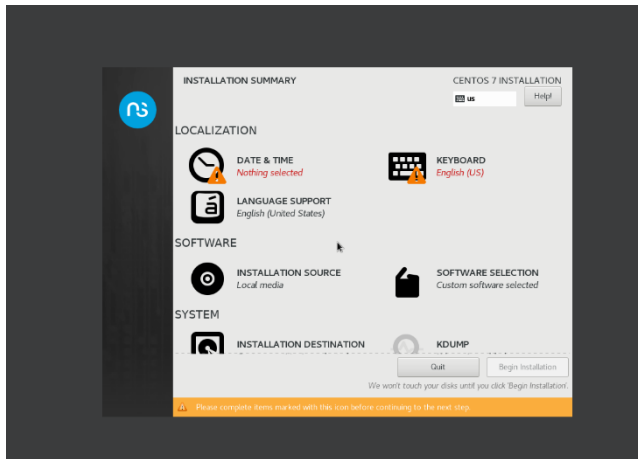 INSTALLATION SUMMARY
CENTOS 7 INSTALLATION
us
Help!
LOCALIZATION
DATE & TIME
Nothing selected
KEYBOARD
English (US)
á
LANGUAGE SUPPORT
English (United States)
SOFTWARE
INSTALLATION SOURCE
Local media
SOFTWARE SELECTION
Custom software selected
SYSTEM
INSTALLATION DESTINATION
KDUMP
Quit
Begin Installation
We won't touch your disks until you click 'Begin Installation'.
Please complete items marked with this icon before continuing to the next step.